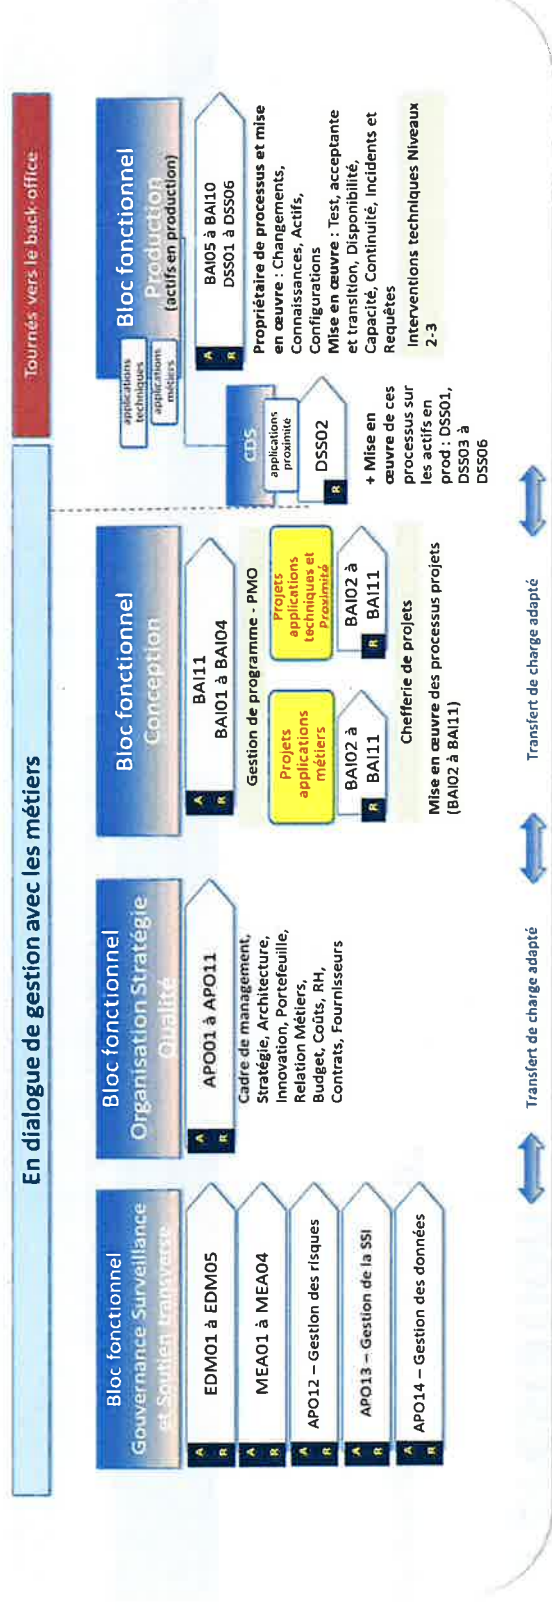 En dialogue de gestion avec les métiers
Tournés vers le back-office
Bloc fonctionnel
Gouvernance Surveillance
et Soutien transverse
A
R
EDM01 à EDM05
A
R
MEA01 à MEA04
A
R
APO12 – Gestion des risques
A
R
APO13 – Gestion de la SSI
A
R
APO14 – Gestion des données
Bloc fonctionnel
Organisation Stratégie
Qualité
A
R
APO01 à APO11
Cadre de management,
Stratégie, Architecture,
Innovation, Portefeuille,
Relation Métiers,
Budget, Coûts, RH,
Contrats, Fournisseurs
Bloc fonctionnel
Conception
A
R
BAI11
BAI01 à BAI04
Gestion de programme - PMO
Projets
applications
métiers
Projets
applications
techniques et
Proximité
R
BAI02 à
BAI11
R
BAI02 à
BAI11
Chefferie de projets
Mise en œuvre des processus projets
(BAI02 à BAI11)
CDS
applications
proximité
R
DSS02
+ Mise en
œuvre de ces
processus sur
les actifs en
prod : DSS01,
DSS03 à
DSS06
applications
techniques
applications
métiers
Bloc fonctionnel
Production
(actifs en production)
A
R
BAI05 à BAI10
DSS01 à DSS06
Propriétaire de processus et mise
en œuvre : Changements,
Connaissances, Actifs,
Configurations
Mise en œuvre : Test, acceptante
et transition, Disponibilité,
Capacité, Continuité, Incidents et
Requêtes
Interventions techniques Niveaux
2-3
Transfert de charge adapté
Transfert de charge adapté